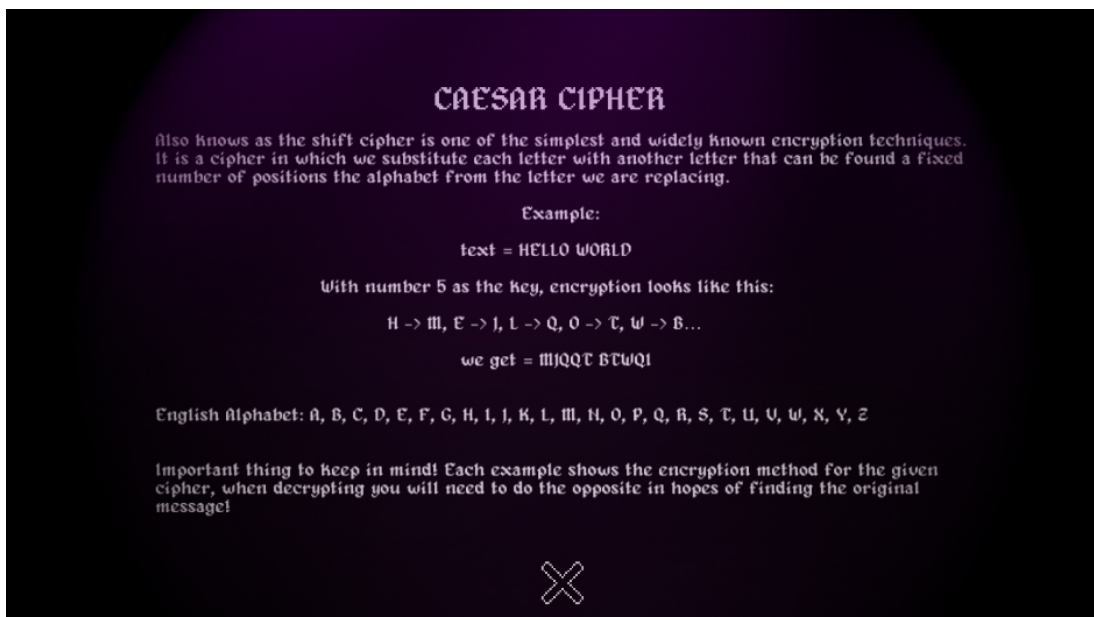 CAESAR CIPHER
Also knows as the shift cipher is one of the simplest and widely known encryption techniques.
It is a cipher in which we substitute each letter with another letter that can be found a fixed
number of positions the alphabet from the letter we are replacing.
Example:
text = HELLO WORLD
With number 5 as the key, encryption looks like this:
H -> M, E -> J, L -> Q, O -> T, W -> B...
we get = MJQQT BTWQI
English Alphabet: A, B, C, D, E, F, G, H, I, J, K, L, M, N, O, P, Q, R, S, T, U, V, W, X, Y, Z
Important thing to keep in mind! Each example shows the encryption method for the given
cipher, when decrypting you will need to do the opposite in hopes of finding the original
message!